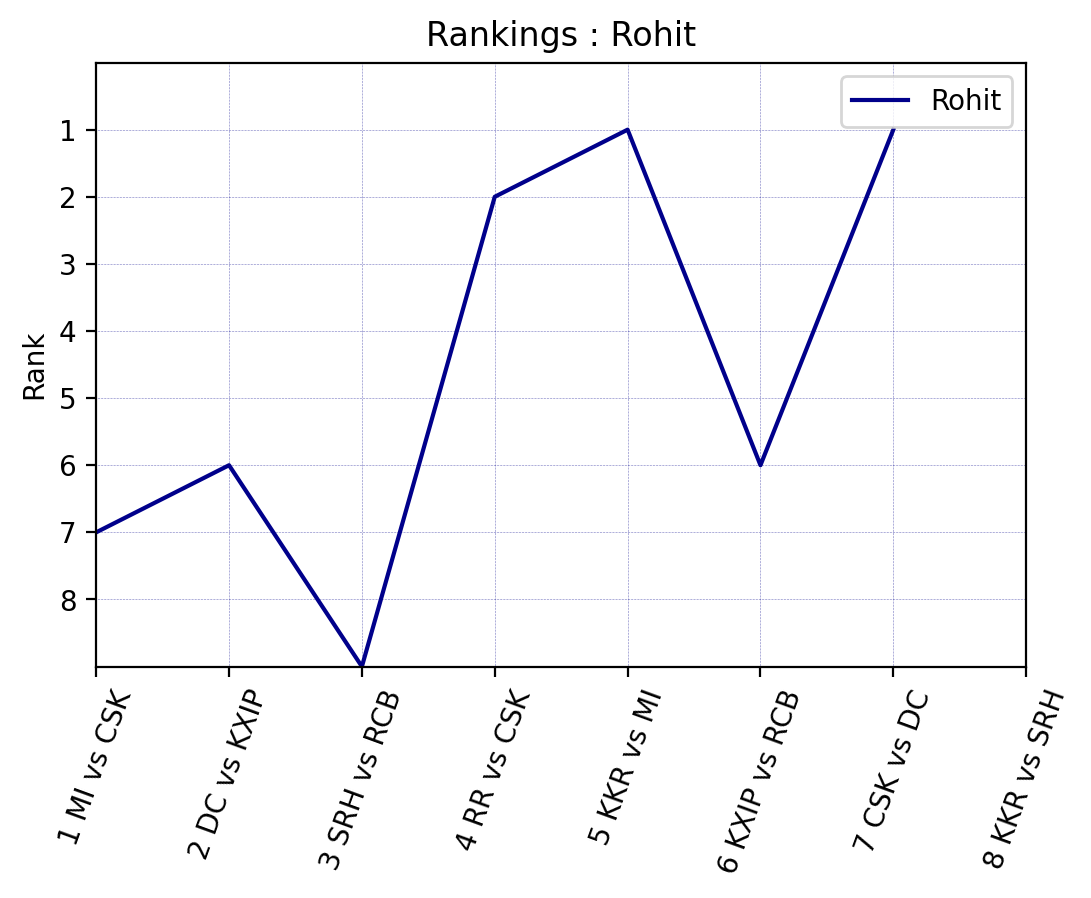 Rankings : Rohit
Rohit
Rank
1
2
3
4
5
6
7
8
1 MI vs CSK
2 DC vs KXIP
3 SRH vs RCB
4 RR vs CSK
5 KKR vs MI
6 KXIP vs RCB
7 CSK vs DC
8 KKR vs SRH